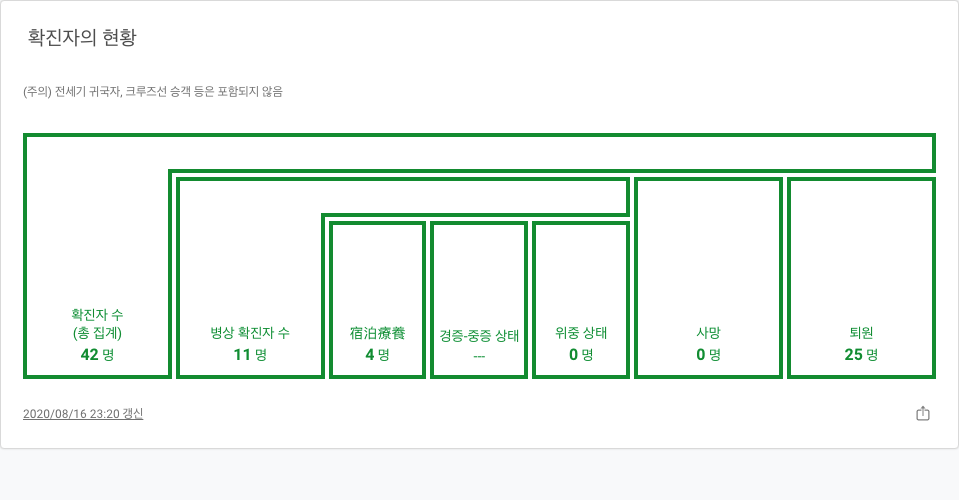 확진자의 현황
(주의) 전세기 귀국자, 크루즈선 승객 등은 포함되지 않음
확진자 수
(총 집계)
42 명
병상 확진자 수
11 명
宿泊療養
4 명
경증-중증 상태
---
위중 상태
0 명
사망
0 명
퇴원
25 명
2020/08/16 23:20 갱신